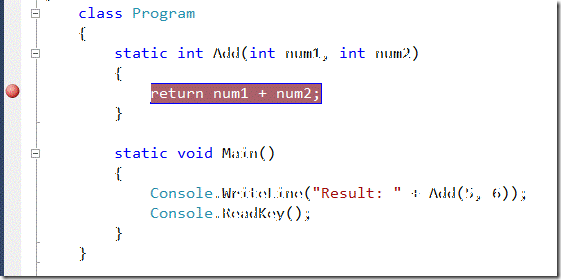 class Program
{
static int Add(int num1, int num2)
{
return num1 + num2;
}
static void Main()
{
Console.WriteLine("Result: " + Add(5, 6));
Console.ReadKey();
}
}